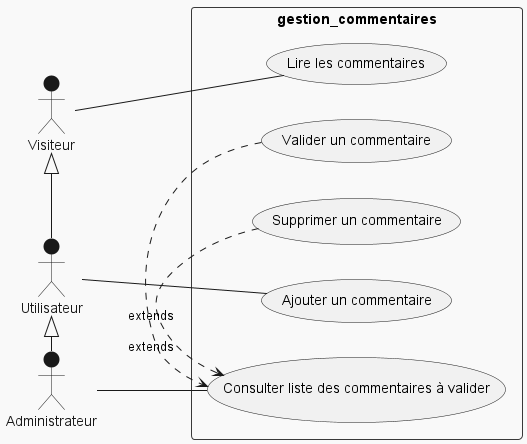 gestion_commentaires
Lire les commentaires
Visiteur
Valider un commentaire
Supprimer un commentaire
Ajouter un commentaire
Utilisateur
extends
extends
Consulter liste des commentaires à valider
Administrateur